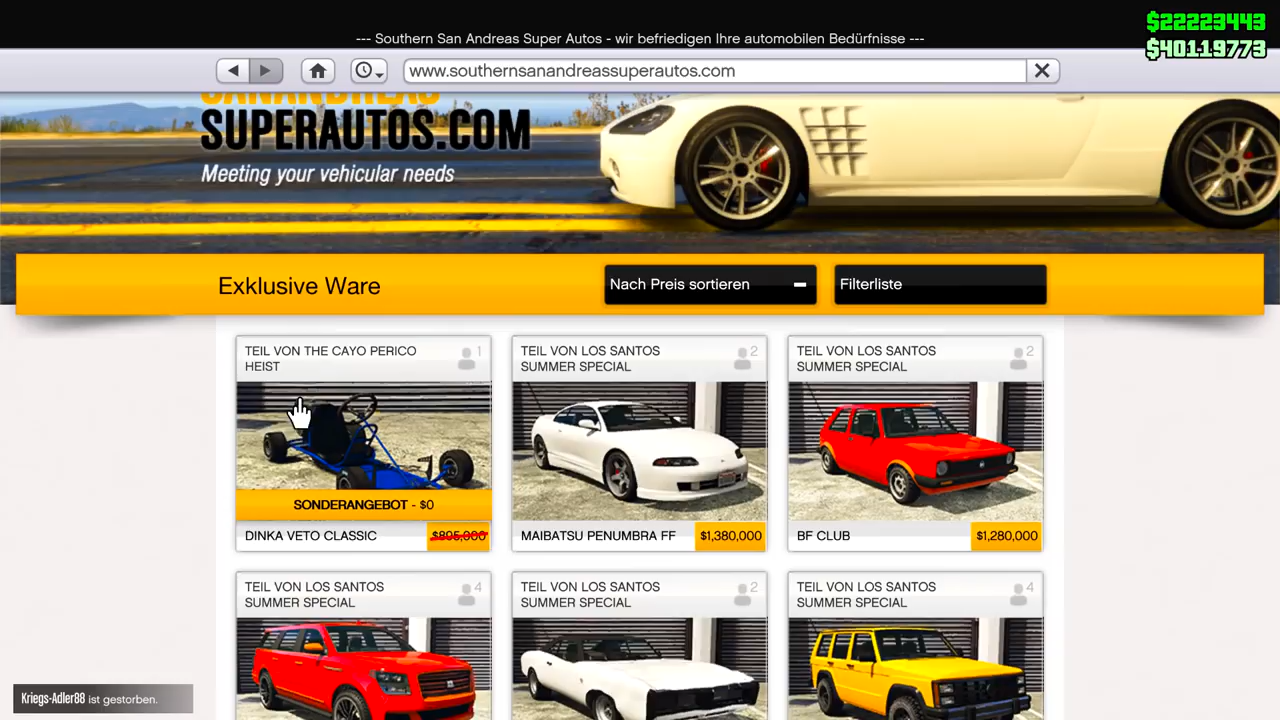 --- Southern San Andreas Super Autos - wir befriedigen Ihre automobilen Bedürfnisse ---
$22223443
$40119773
www.southernsanandreassuperautos.com
SANANDREAS
SUPERAUTOS.COM
Meeting your vehicular needs
Exklusive Ware
Nach Preis sortieren
Filterliste
TEIL VON THE CAYO PERICO
HEIST
1
SONDERANGEBOT - $0
DINKA VETO CLASSIC
$895,000
TEIL VON LOS SANTOS
SUMMER SPECIAL
2
MAIBATSU PENUMBRA FF
$1,380,000
TEIL VON LOS SANTOS
SUMMER SPECIAL
2
BF CLUB
$1,280,000
TEIL VON LOS SANTOS
SUMMER SPECIAL
4
TEIL VON LOS SANTOS
SUMMER SPECIAL
2
TEIL VON LOS SANTOS
SUMMER SPECIAL
4
Kriegs-Adler88 ist gestorben.